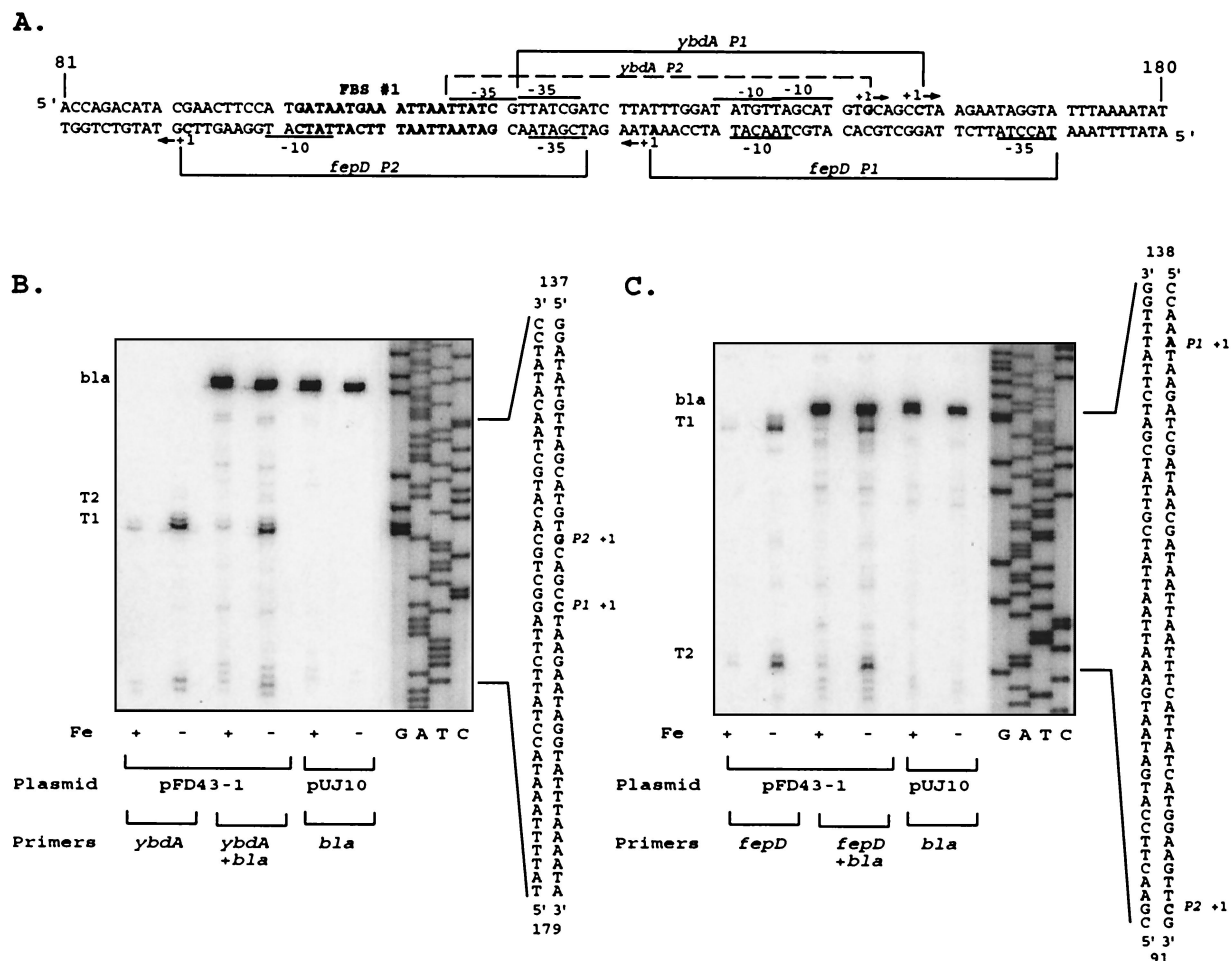 A.
ybdA P1
81
ybdA P2
180
FBS #1
-35 -35 -10 -10 +1 +1
5'ACCAGACATA CGAACTTCCA TGATAATGAA ATTAATTATC GTTATCGATC TTATTTGGAT ATGTTAGCAT GTGCAGCCTA AGAATAGGTA TTTAAAATAT
TGGTCTGTAT GCTTGAAGGT ACTATTACTT TAATTAATAG CAATAGCTAG AATAAACCTA TACAATCGTA CACGTCGGAT TCTTATCCAT AAATTTTATA 5'
+1 -10 -35 +1 -10 -35
fepD P2
fepD P1
B.
137
3' 5'
CCTATACAATCGTACACGTCGGATTCTTATCCATAAATTTTAT
GGATATGTTAGCATGTGCAGCCTAAGAATAGGTATTTAAAATA
5' 3'
179
P2 +1
P1 +1
bla
T2
T1
Fe + - + - + - G A T C
Plasmid pFD43-1 pUJ10
Primers ybdA ybdA +bla bla
C.
138
3' 5'
GGTTTATTCTAGCTATTGCTATTAATTAAAGTAATAGTACCTTCAAGC
CCAAATAAGATCGATAACGATAATTAATTTCATTATCATGGAAGTTCG
5' 3'
91
P1 +1
P2 +1
bla
T1
T2
Fe + - + - + - G A T C
Plasmid pFD43-1 pUJ10
Primers fepD fepD +bla bla